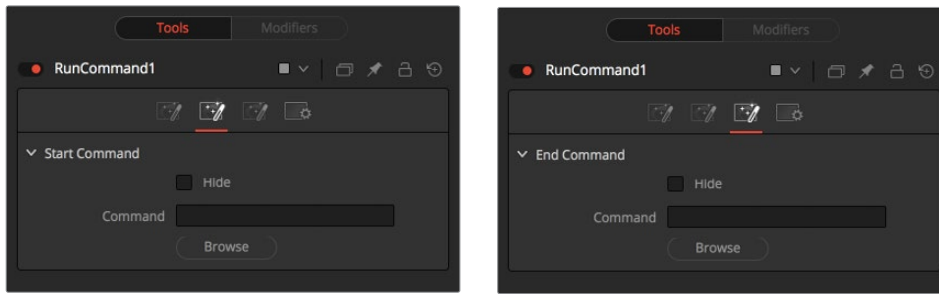 Tools Modifiers
RunCommand1
Start Command
Hide
Command
Browse
Tools Modifiers
RunCommand1
End Command
Hide
Command
Browse